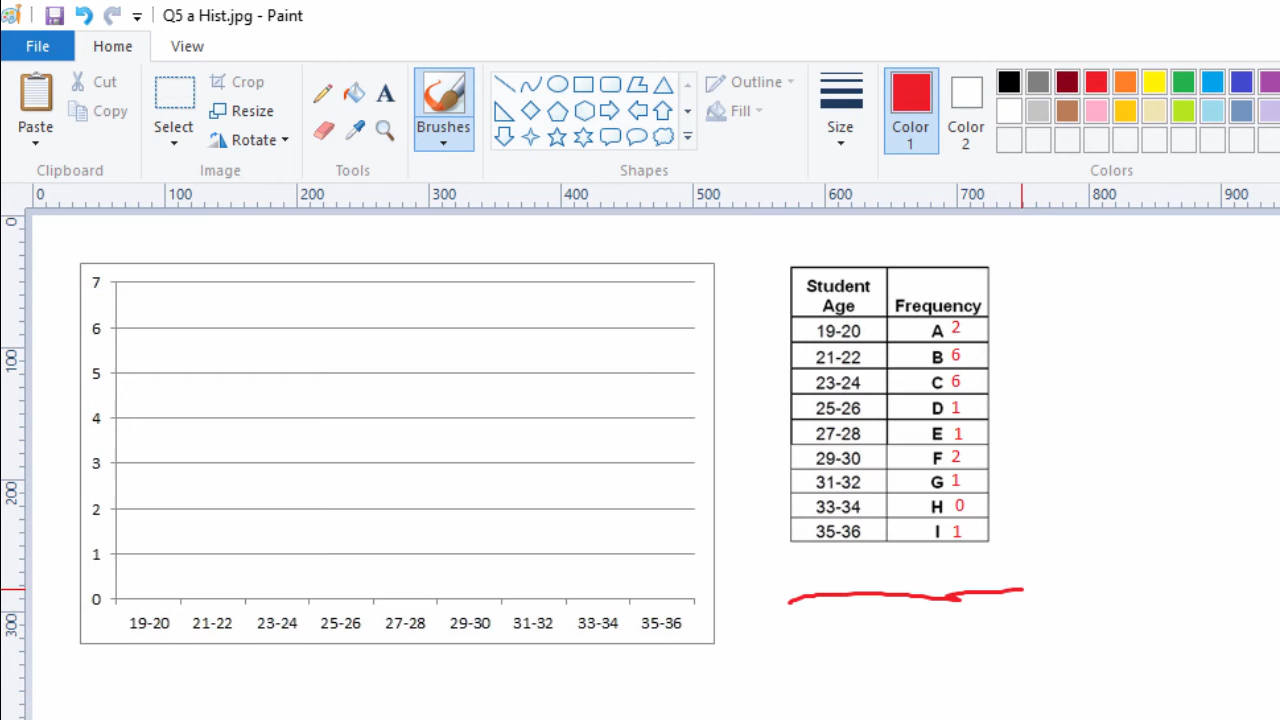 Q5 a Hist.jpg - Paint
File Home View
Paste
Cut
Copy
Clipboard
Select
Crop
Resize
Rotate
Image
A
Tools
Brushes
Shapes
Outline
Fill
Size
Color 1
Color 2
Colors
0 100 200 300 400 500 600 700 800 900
0
100
200
300
7
6
5
4
3
2
1
0
19-20 21-22 23-24 25-26 27-28 29-30 31-32 33-34 35-36
Student Age Frequency
19-20 A 2
21-22 B 6
23-24 C 6
25-26 D 1
27-28 E 1
29-30 F 2
31-32 G 1
33-34 H 0
35-36 I 1